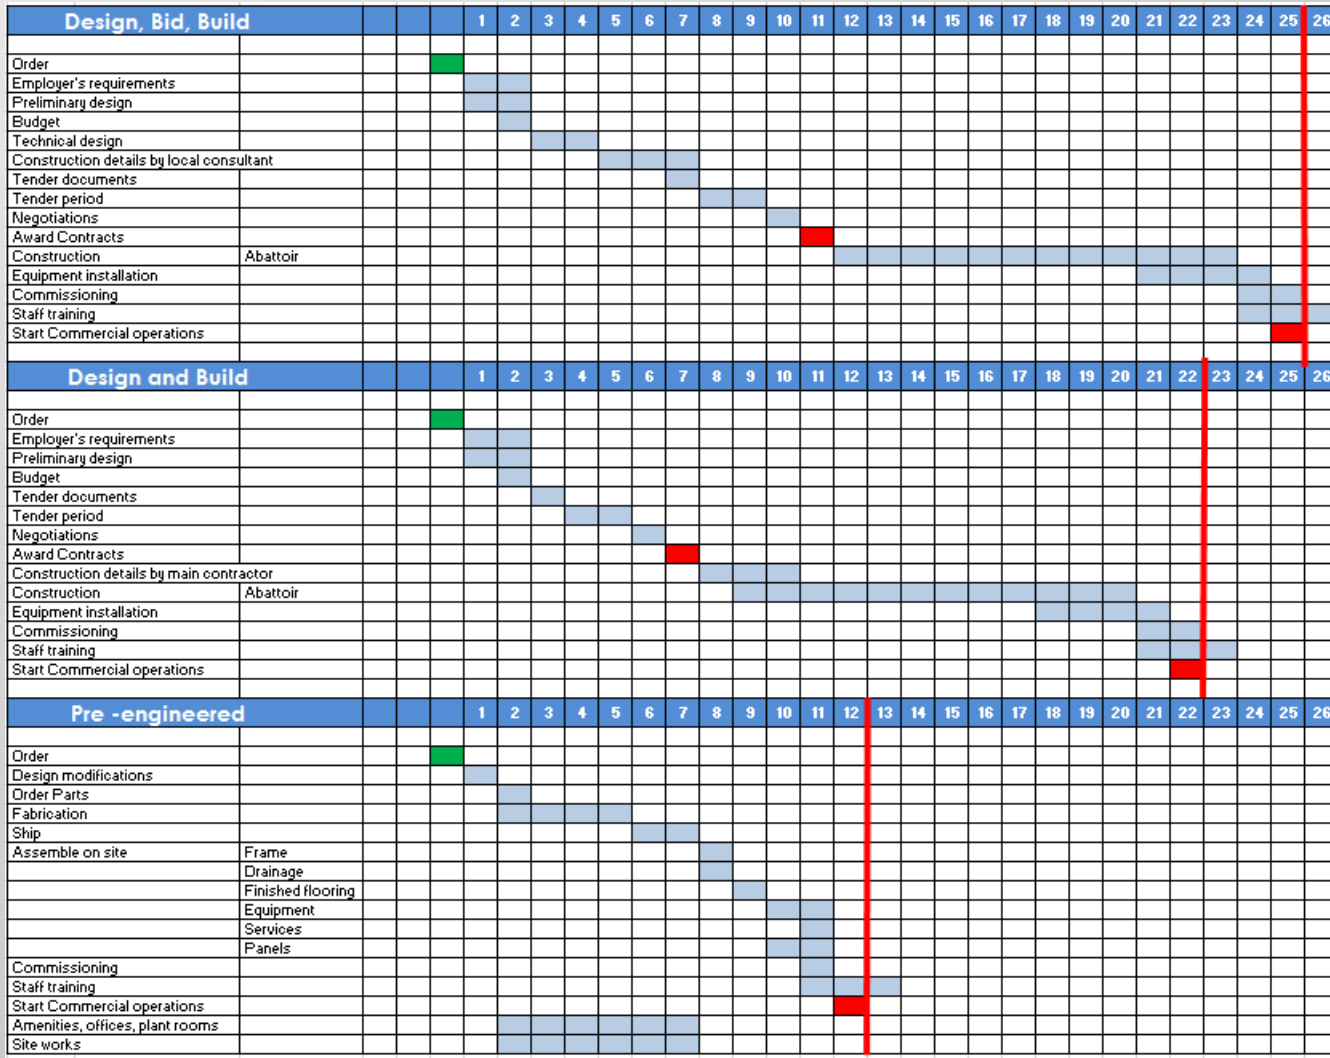 Design, Bid, Build 1 2 3 4 5 6 7 8 9 10 11 12 13 14 15 16 17 18 19 20 21 22 23 24 25 26
Order
Employer's requirements
Preliminary design
Budget
Technical design
Construction details by local consultant
Tender documents
Tender period
Negotiations
Award Contracts
Construction Abattoir
Equipment installation
Commissioning
Staff training
Start Commercial operations
Design and Build 1 2 3 4 5 6 7 8 9 10 11 12 13 14 15 16 17 18 19 20 21 22 23 24 25 26
Order
Employer's requirements
Preliminary design
Budget
Tender documents
Tender period
Negotiations
Award Contracts
Construction details by main contractor
Construction Abattoir
Equipment installation
Commissioning
Staff training
Start Commercial operations
Pre -engineered 1 2 3 4 5 6 7 8 9 10 11 12 13 14 15 16 17 18 19 20 21 22 23 24 25 26
Order
Design modifications
Order Parts
Fabrication
Ship
Assemble on site Frame
Drainage
Finished flooring
Equipment
Services
Panels
Commissioning
Staff training
Start Commercial operations
Amenities, offices, plant rooms
Site works